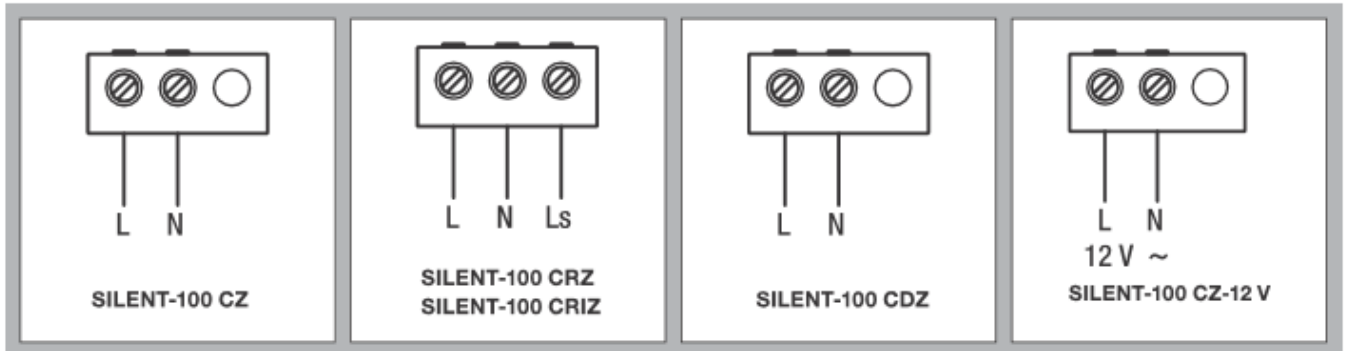 L N
SILENT-100 CZ
L N Ls
SILENT-100 CRZ
SILENT-100 CRIZ
L N
SILENT-100 CDZ
L N
12 V ~
SILENT-100 CZ-12 V